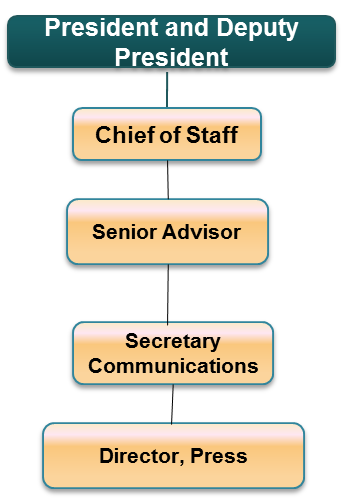 President and Deputy
President
Chief of Staff
Senior Advisor
Secretary
Communications
Director, Press